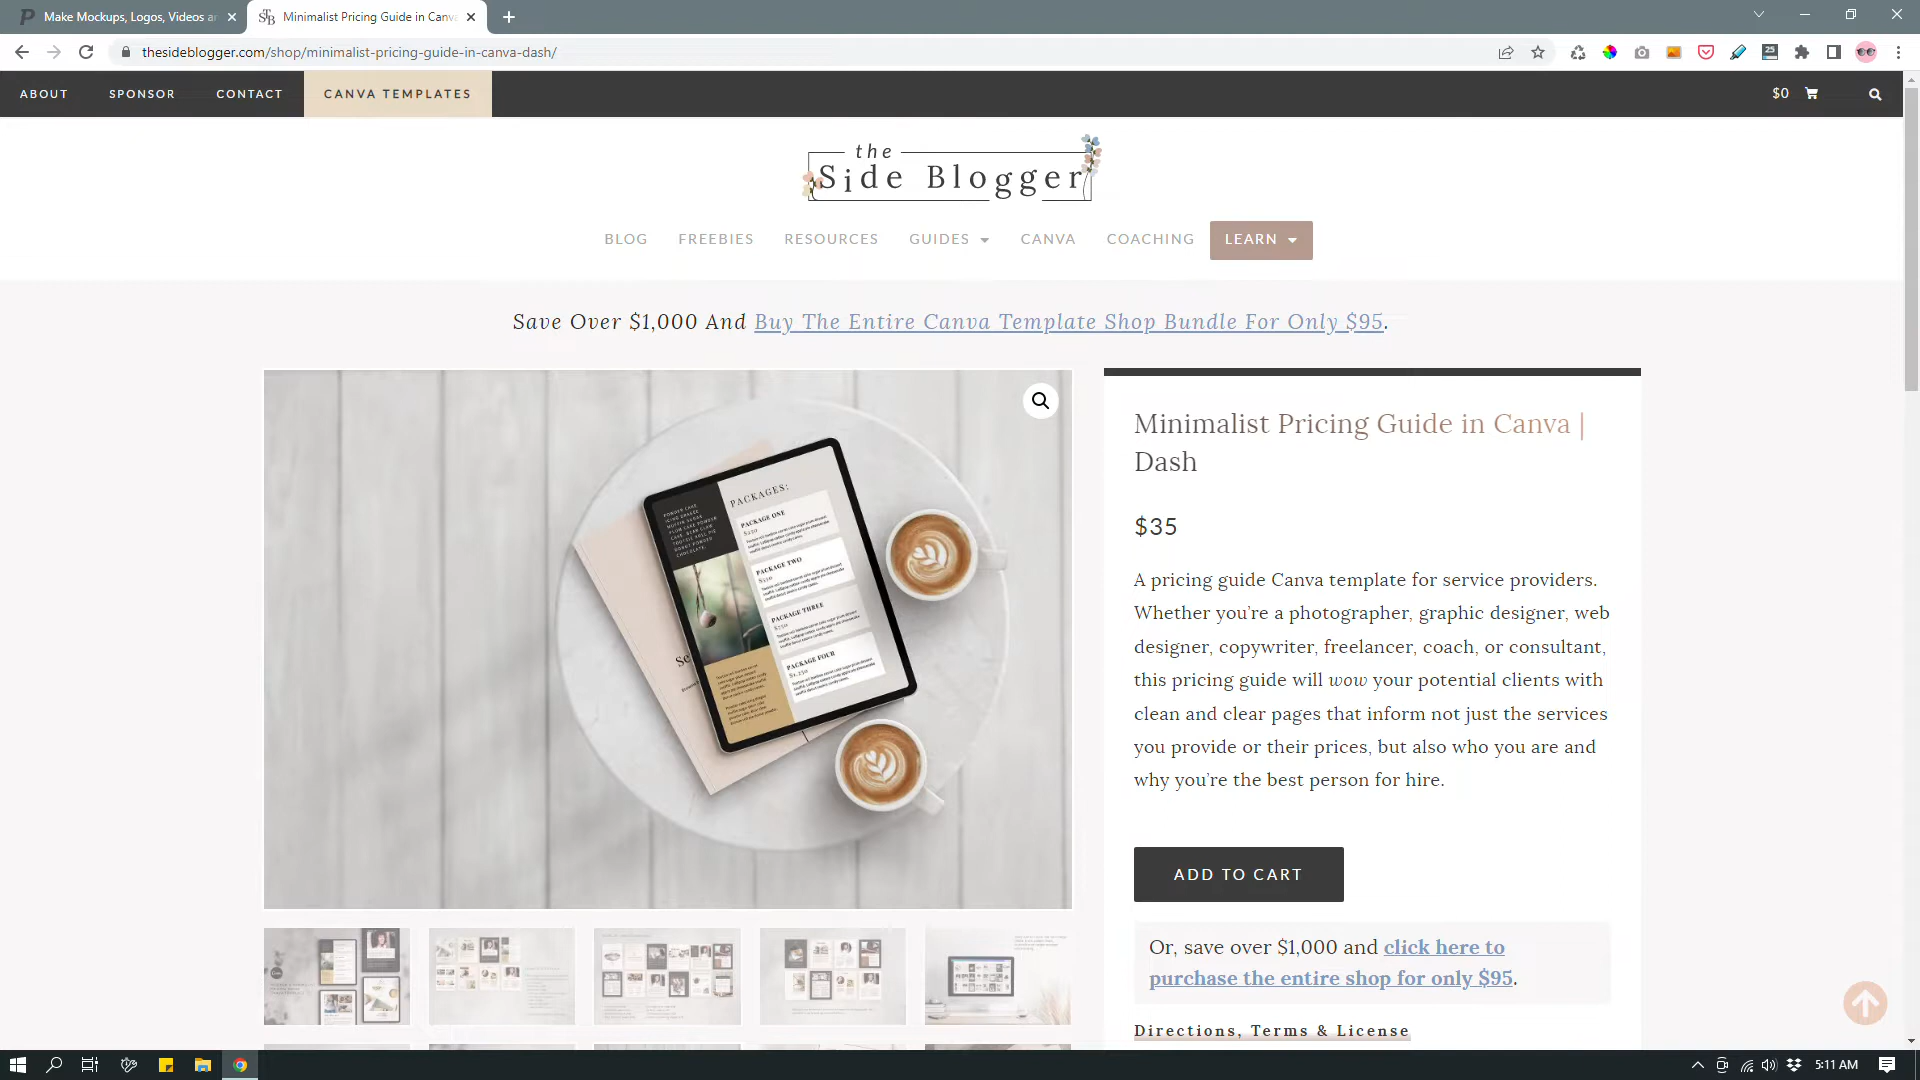 Make Mockups, Logos, Videos a
Minimalist Pricing Guide in Canva
thesideblogger.com/shop/minimalist-pricing-guide-in-canva-dash/
25
ABOUT SPONSOR CONTACT CANVA TEMPLATES $0
the
Side Blogger
BLOG FREEBIES RESOURCES GUIDES CANVA COACHING LEARN
Save Over $1,000 And Buy The Entire Canva Template Shop Bundle For Only $95.
Minimalist Pricing Guide in Canva |
Dash
$35
A pricing guide Canva template for service providers.
Whether you're a photographer, graphic designer, web
designer, copywriter, freelancer, coach, or consultant,
this pricing guide will wow your potential clients with
clean and clear pages that inform not just the services
you provide or their prices, but also who you are and
why you're the best person for hire.
ADD TO CART
Or, save over $1,000 and click here to
purchase the entire shop for only $95.
Directions, Terms & License
PACKAGES:
PACKAGE ONE
PACKAGE TWO
PACKAGE THREE
PACKAGE FOUR
5:11 AM